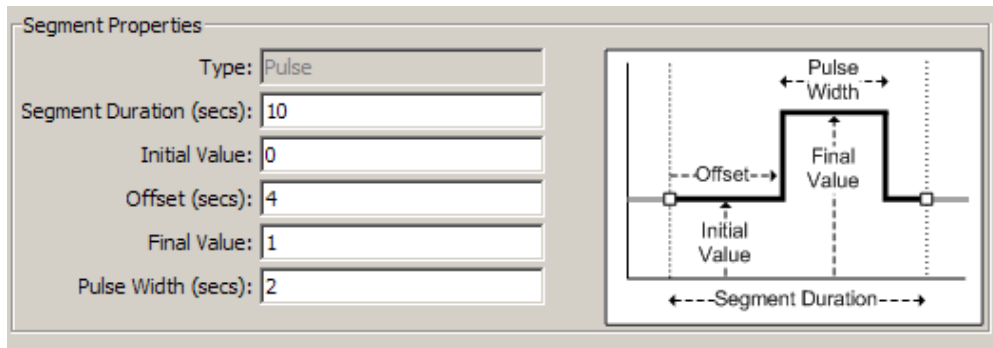 Segment Properties
Type: Pulse
Segment Duration (secs): 10
Initial Value: 0
Offset (secs): 4
Final Value: 1
Pulse Width (secs): 2
Pulse
Width
Final
Value
Offset
Initial
Value
Segment Duration